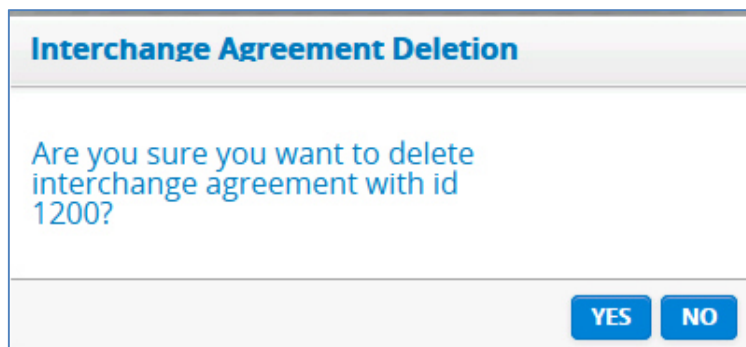 Interchange Agreement Deletion
Are you sure you want to delete
interchange agreement with id
1200?
YES NO